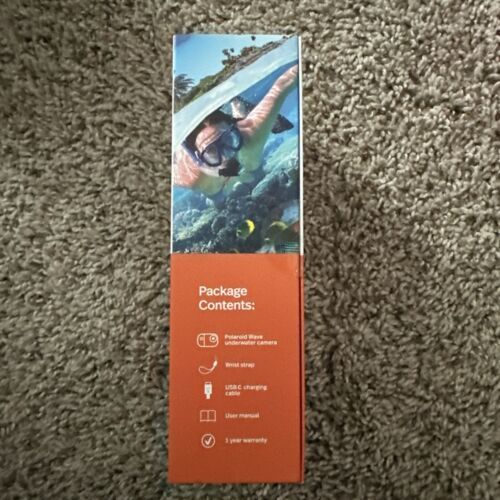 Package
Contents:
Polaroid Wave
underwater camera
Wrist strap
USB-C charging
cable
User manual
1 year warranty